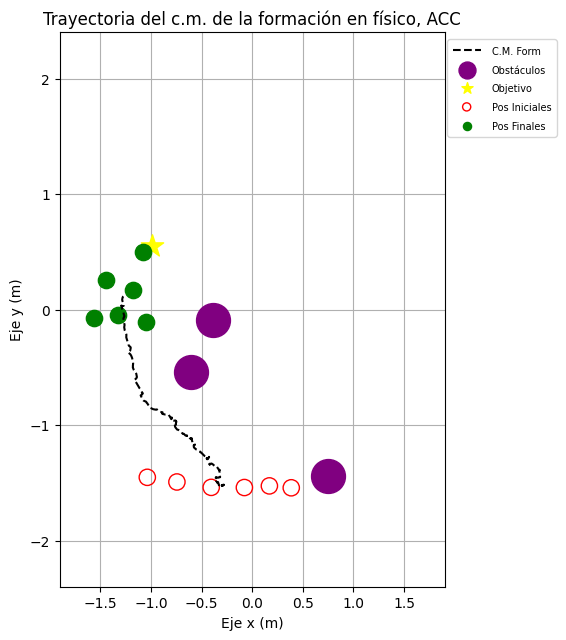 Trayectoria del c.m. de la formación en físico, ACC
C.M. Form
Obstáculos
Objetivo
Pos Iniciales
Pos Finales
2
1
0
−1
−2
Eje y (m)
−1.5 −1.0 −0.5 0.0 0.5 1.0 1.5
Eje x (m)